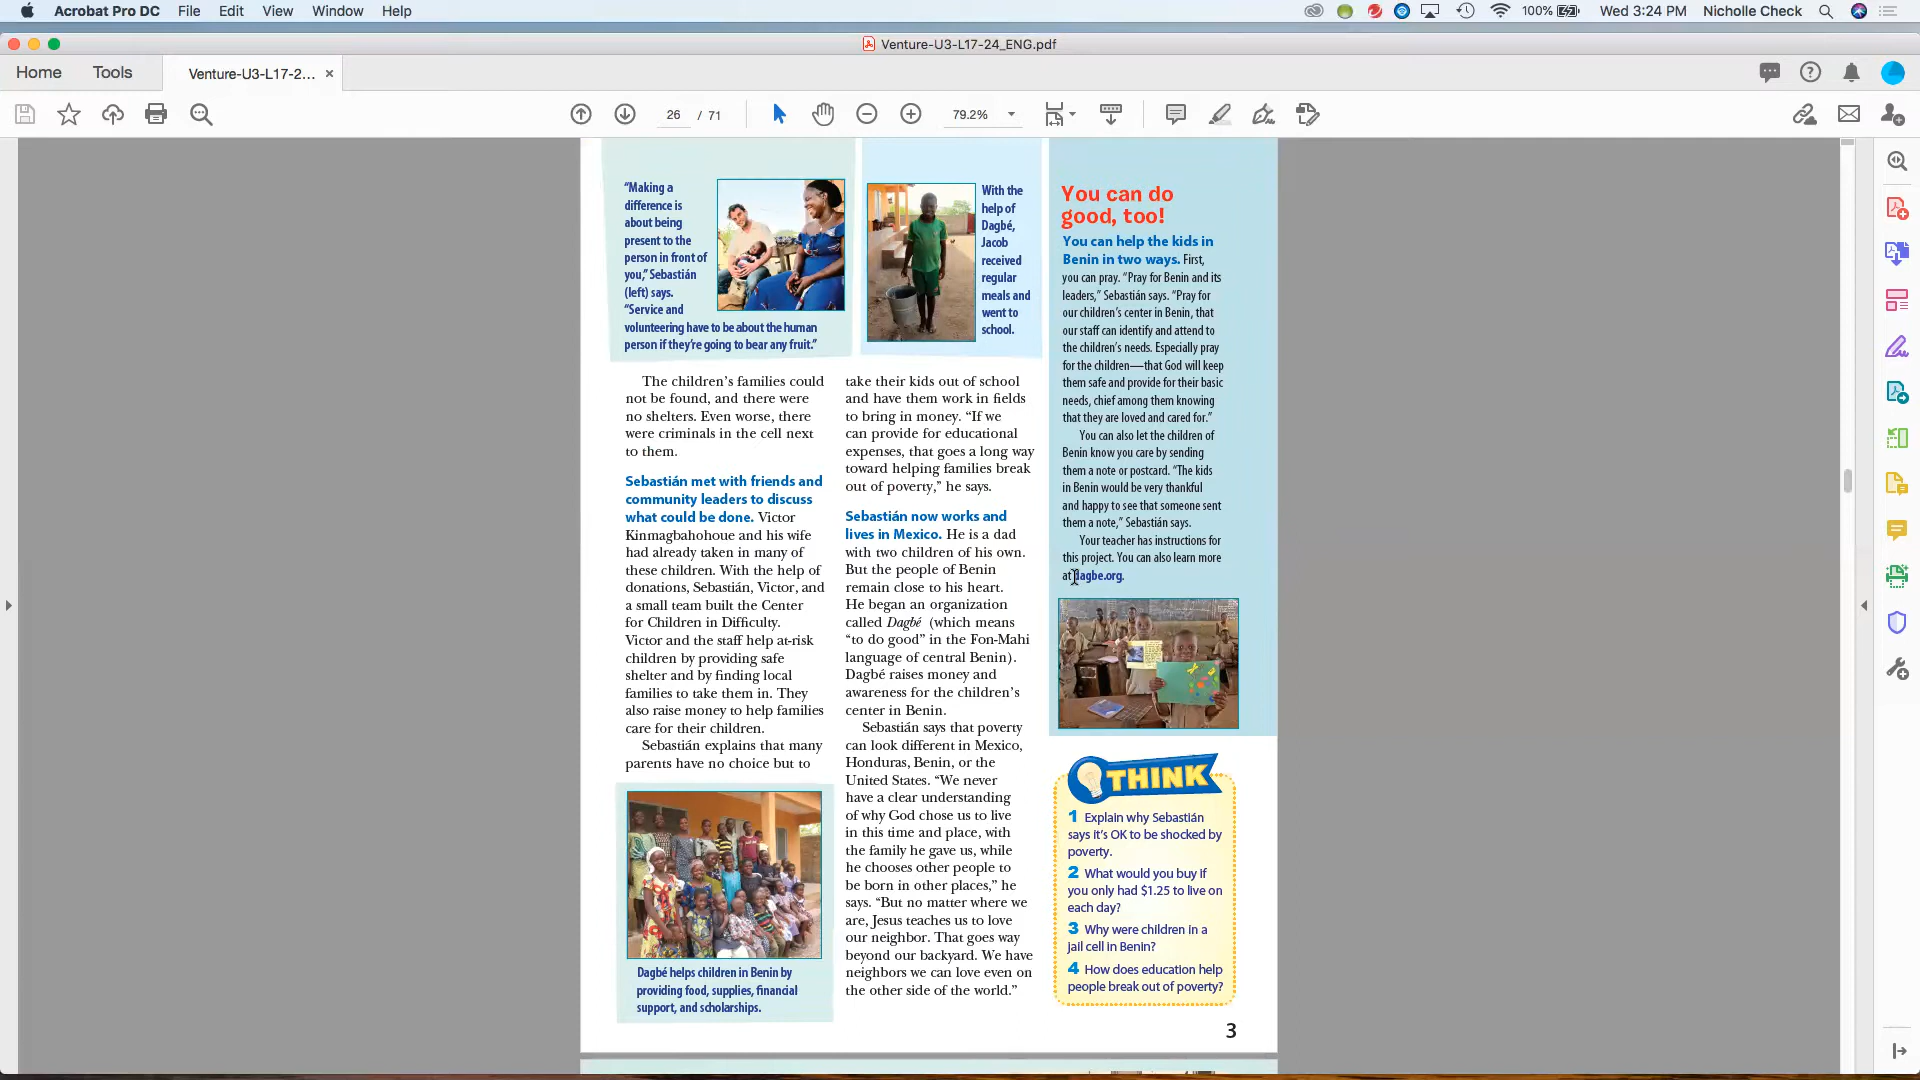 Acrobat Pro DC File Edit View Window Help
100% Wed 3:24 PM Nicholle Check
Venture-U3-L17-24_ENG.pdf
Home Tools Venture-U3-L17-2... ×
26 / 71 79.2%
“Making a
difference is
about being
present to the
person in front of
you,” Sebastián
(left) says.
“Service and
volunteering have to be about the human
person if they’re going to bear any fruit.”
With the
help of
Dagbé,
Jacob
received
regular
meals and
went to
school.
The children’s families could
not be found, and there were
no shelters. Even worse, there
were criminals in the cell next
to them.
Sebastián met with friends and
community leaders to discuss
what could be done. Victor
Kinmagbahohoue and his wife
had already taken in many of
these children. With the help of
donations, Sebastián, Victor, and
a small team built the Center
for Children in Difficulty.
Victor and the staff help at-risk
children by providing safe
shelter and by finding local
families to take them in. They
also raise money to help families
care for their children.
Sebastián explains that many
parents have no choice but to
Dagbé helps children in Benin by
providing food, supplies, financial
support, and scholarships.
take their kids out of school
and have them work in fields
to bring in money. “If we
can provide for educational
expenses, that goes a long way
toward helping families break
out of poverty,” he says.
Sebastián now works and
lives in Mexico. He is a dad
with two children of his own.
But the people of Benin
remain close to his heart.
He began an organization
called Dagbé (which means
“to do good” in the Fon-Mahi
language of central Benin).
Dagbé raises money and
awareness for the children’s
center in Benin.
Sebastián says that poverty
can look different in Mexico,
Honduras, Benin, or the
United States. “We never
have a clear understanding
of why God chose us to live
in this time and place, with
the family he gave us, while
he chooses other people to
be born in other places,” he
says. “But no matter where we
are, Jesus teaches us to love
our neighbor. That goes way
beyond our backyard. We have
neighbors we can love even on
the other side of the world.”
You can do
good, too!
You can help the kids in
Benin in two ways. First,
you can pray. “Pray for Benin and its
leaders,” Sebastián says. “Pray for
our children’s center in Benin, that
our staff can identify and attend to
the children’s needs. Especially pray
for the children—that God will keep
them safe and provide for their basic
needs, chief among them knowing
that they are loved and cared for.”
You can also let the children of
Benin know you care by sending
them a note or postcard. “The kids
in Benin would be very thankful
and happy to see that someone sent
them a note,” Sebastián says.
Your teacher has instructions for
this project. You can also learn more
at dagbe.org.
THINK
1 Explain why Sebastián
says it’s OK to be shocked by
poverty.
2 What would you buy if
you only had $1.25 to live on
each day?
3 Why were children in a
jail cell in Benin?
4 How does education help
people break out of poverty?
3